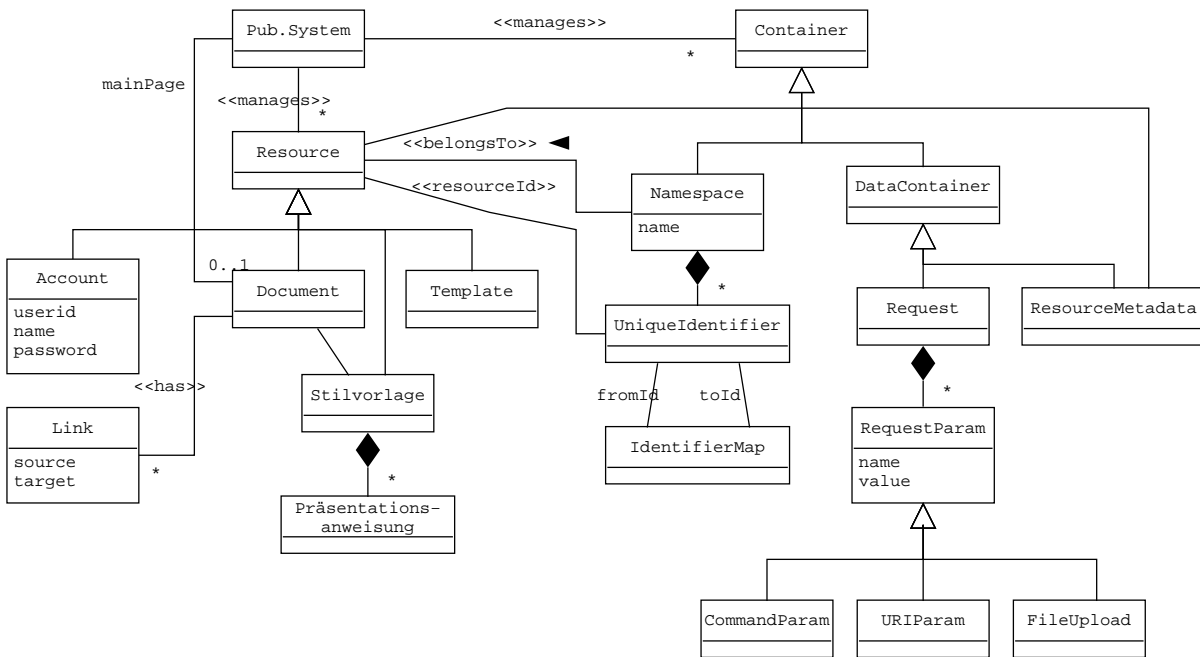 <<manages>>
Pub.System
Container
*
mainPage
<<manages>>
*
Resource
<<belongsTo>>
<<resourceId>>
Namespace
name
DataContainer
0..1
Account
userid
name
password
Document
Template
*
UniqueIdentifier
Request
ResourceMetadata
<<has>>
Stilvorlage
fromId
toId
*
Link
source
target
*
IdentifierMap
RequestParam
name
value
*
Präsentations-
anweisung
CommandParam
URIParam
FileUpload